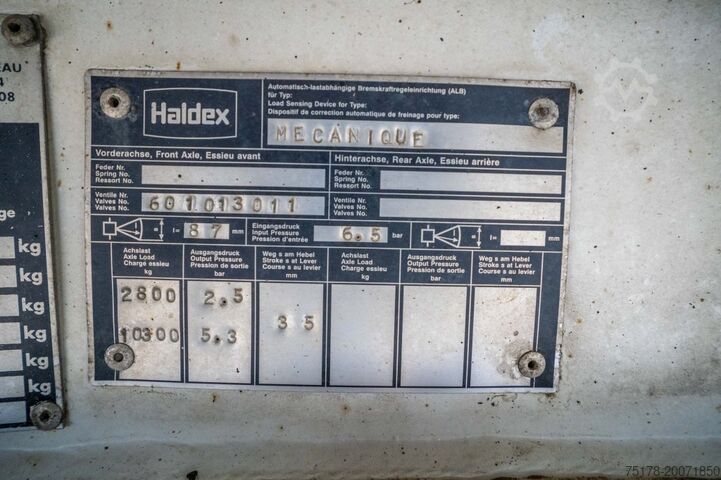 EAU
4
08
ge
kg
kg
kg
kg
kg
kg
Haldex
Automatisch-lastabhängige Bremskraftregeleinrichtung (ALB)
für Typ:
Load Sensing Device for Type:
Dispositif de correction automatique de freinage pour type:
MECANIQUE
Vorderachse, Front Axle, Essieu avant
Hinterachse, Rear Axle, Essieu arrière
Feder Nr.
Spring No.
Ressort No.
Feder Nr.
Spring No.
Ressort No.
Ventile Nr.
Valves No.
Valves No.
601013011
Ventile Nr.
Valves No.
Valves No.
l= 87 mm
Eingangsdruck
Input Pressure
Pression d'entrée
6.5 bar
l= mm
Achslast
Axle Load
Charge essieu
kg
Ausgangsdruck
Output Pressure
Pression de sortie
bar
Weg s am Hebel
Stroke s at Lever
Course s au levier
mm
Achslast
Axle Load
Charge essieu
kg
Ausgangsdruck
Output Pressure
Pression de sortie
bar
Weg s am Hebel
Stroke s at Lever
Course s au levier
mm
2800 2.5
35
10300 5.3
75178-20071850